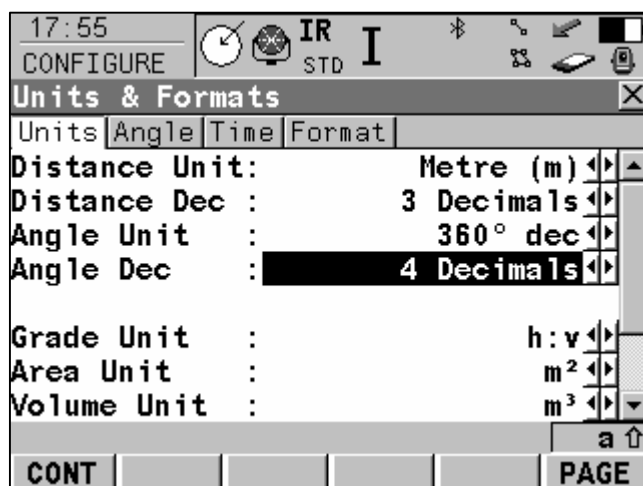 17:55
CONFIGURE
IR
STD
I
Units & Formats
Units Angle Time Format
Distance Unit: Metre (m)
Distance Dec : 3 Decimals
Angle Unit : 360° dec
Angle Dec : 4 Decimals
Grade Unit : h:v
Area Unit : m²
Volume Unit : m³
a
CONT PAGE